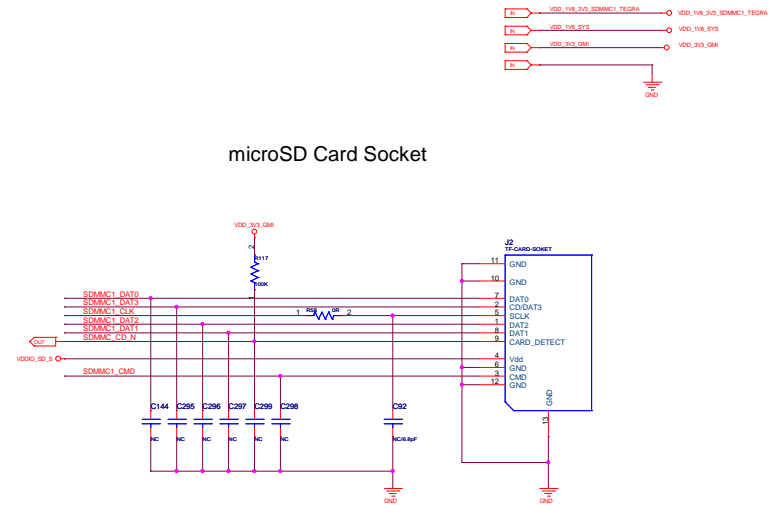 IN VDD_1V8_3V3_SDMMC1_TEGRA VDD_1V8_3V3_SDMMC1_TEGRA
IN VDD_1V8_SYS VDD_1V8_SYS
IN VDD_3V3_GMI VDD_3V3_GMI
IN
GND
microSD Card Socket
VDD_3V3_GMI
2
R117
100K
1
J2
TF-CARD-SOKET
11 GND
10 GND
SDMMC1_DAT0 7 DAT0
SDMMC1_DAT3 2 CD/DAT3
SDMMC1_CLK 1 R58 0R 2 5 SCLK
SDMMC1_DAT2 1 DAT2
SDMMC1_DAT1 8 DAT1
OUT SDMMC_CD_N 9 CARD_DETECT
VDDIO_SD_S 4 Vdd
6 GND
SDMMC1_CMD 3 CMD
12 GND
GND
13
C144 C295 C296 C297 C299 C298 C92
NC NC NC NC NC NC NC/6.8pF
GND GND